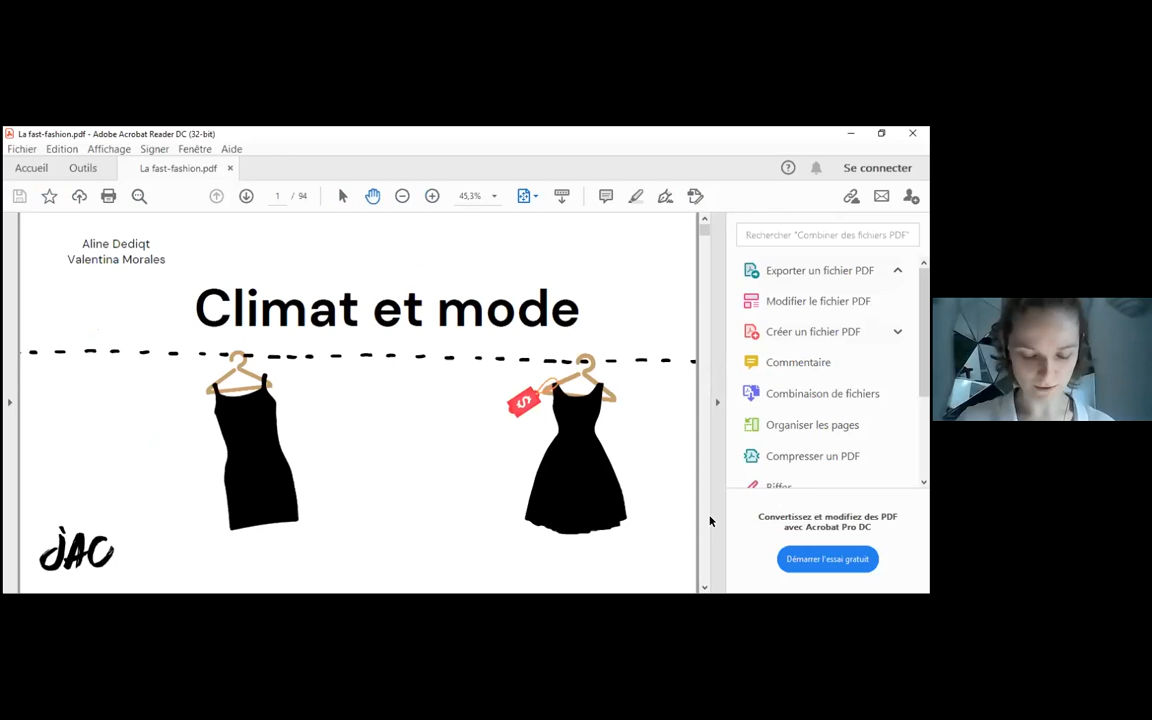 La fast-fashion.pdf - Adobe Acrobat Reader DC (32-bit)
Fichier Edition Affichage Signer Fenêtre Aide
Accueil Outils La fast-fashion.pdf × Se connecter
1 / 94 45,3%
Aline Dediqt
Valentina Morales
Climat et mode
$
JAC
Rechercher "Combiner des fichiers PDF"
Exporter un fichier PDF
Modifier le fichier PDF
Créer un fichier PDF
Commentaire
Combinaison de fichiers
Organiser les pages
Compresser un PDF
Biffer
Convertissez et modifiez des PDF
avec Acrobat Pro DC
Démarrer l'essai gratuit